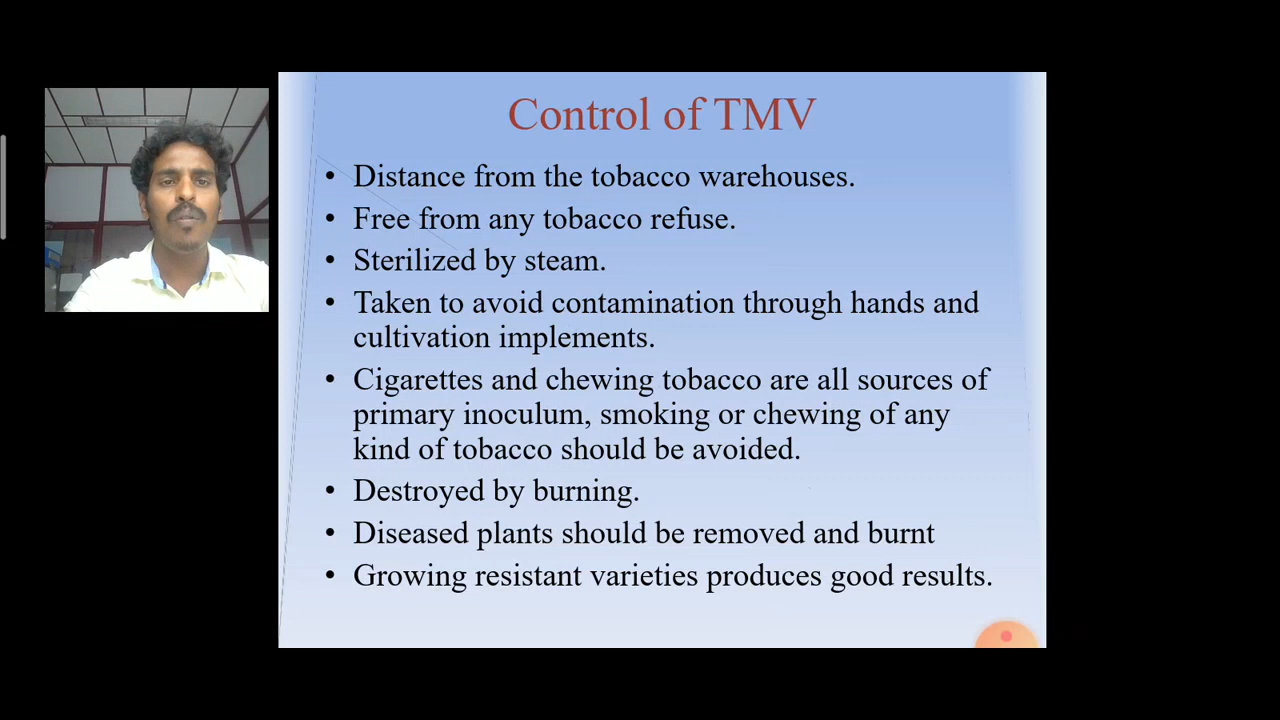 Control of TMV
• Distance from the tobacco warehouses.
• Free from any tobacco refuse.
• Sterilized by steam.
• Taken to avoid contamination through hands and
cultivation implements.
• Cigarettes and chewing tobacco are all sources of
primary inoculum, smoking or chewing of any
kind of tobacco should be avoided.
• Destroyed by burning.
• Diseased plants should be removed and burnt
• Growing resistant varieties produces good results.